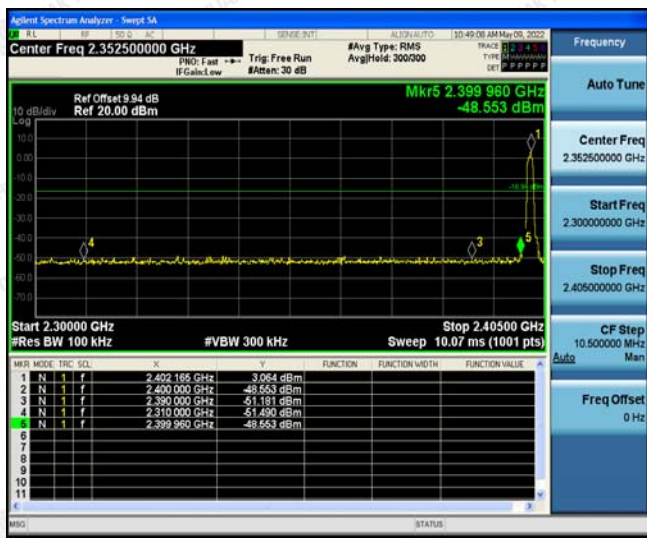 Agilent Spectrum Analyzer - Swept SA
RL RF 50 Ω AC SENSE:INT ALIGN AUTO 10:49:08 AM May 09, 2022
Center Freq 2.352500000 GHz
PNO: Fast
IFGain:Low
Trig: Free Run
#Atten: 30 dB
#Avg Type: RMS
Avg|Hold: 300/300
TRACE 1 2 3 4 5 6
TYPE
DET P P P P P P
Mkr5 2.399 960 GHz
-48.553 dBm
Ref Offset 9.94 dB
Ref 20.00 dBm
10 dB/div
Log
10.0
0.00
-10.0
-20.0
-30.0
-40.0
-50.0
-60.0
-70.0
1
3
4
5
Start 2.30000 GHz Stop 2.40500 GHz
#Res BW 100 kHz #VBW 300 kHz Sweep 10.07 ms (1001 pts)
MKR MODE TRC SCL X Y FUNCTION FUNCTION WIDTH FUNCTION VALUE
1 N 1 f 2.402 165 GHz 3.064 dBm
2 N 1 f 2.400 000 GHz -48.553 dBm
3 N 1 f 2.390 000 GHz -51.181 dBm
4 N 1 f 2.310 000 GHz -51.490 dBm
5 N 1 f 2.399 960 GHz -48.553 dBm
6
7
8
9
10
11
MSG STATUS
Frequency
Auto Tune
Center Freq
2.352500000 GHz
Start Freq
2.300000000 GHz
Stop Freq
2.405000000 GHz
CF Step
10.500000 MHz
Auto Man
Freq Offset
0 Hz